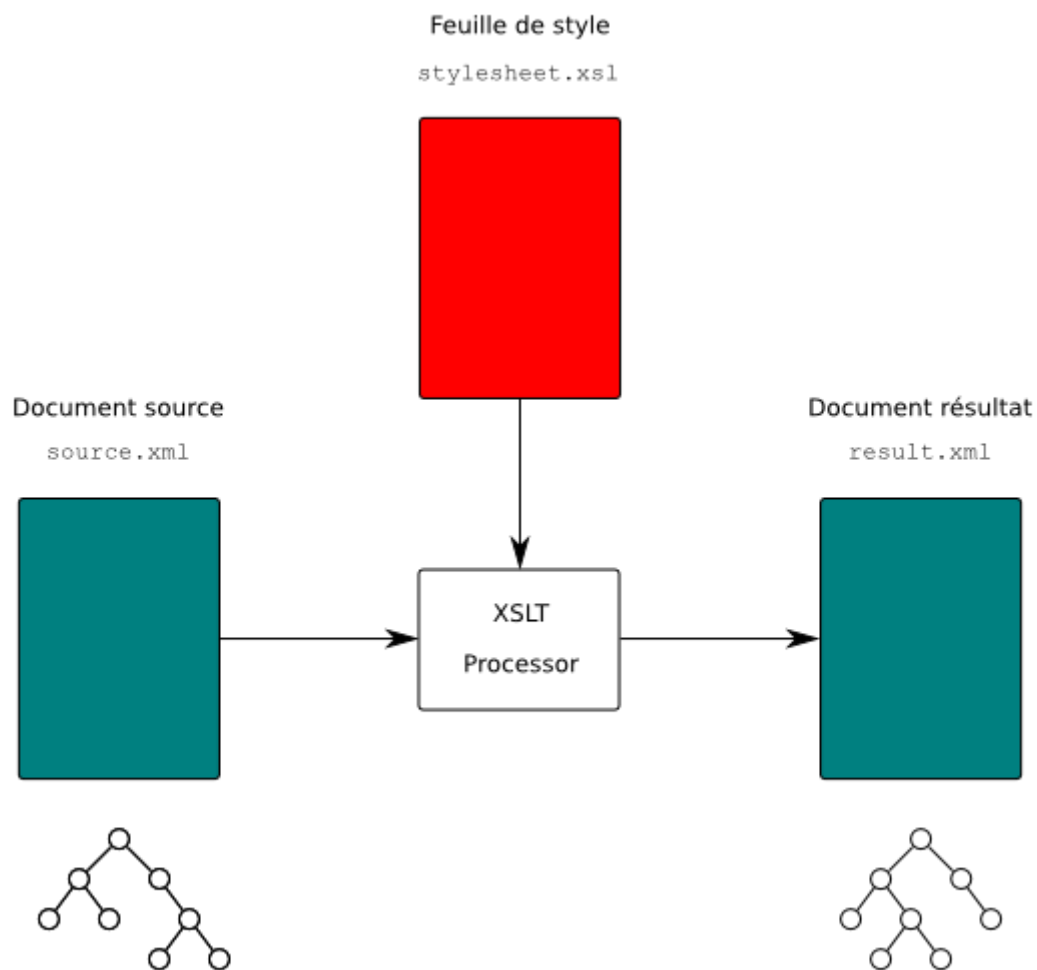 Feuille de style
stylesheet.xsl
Document source
source.xml
Document résultat
result.xml
XSLT
Processor